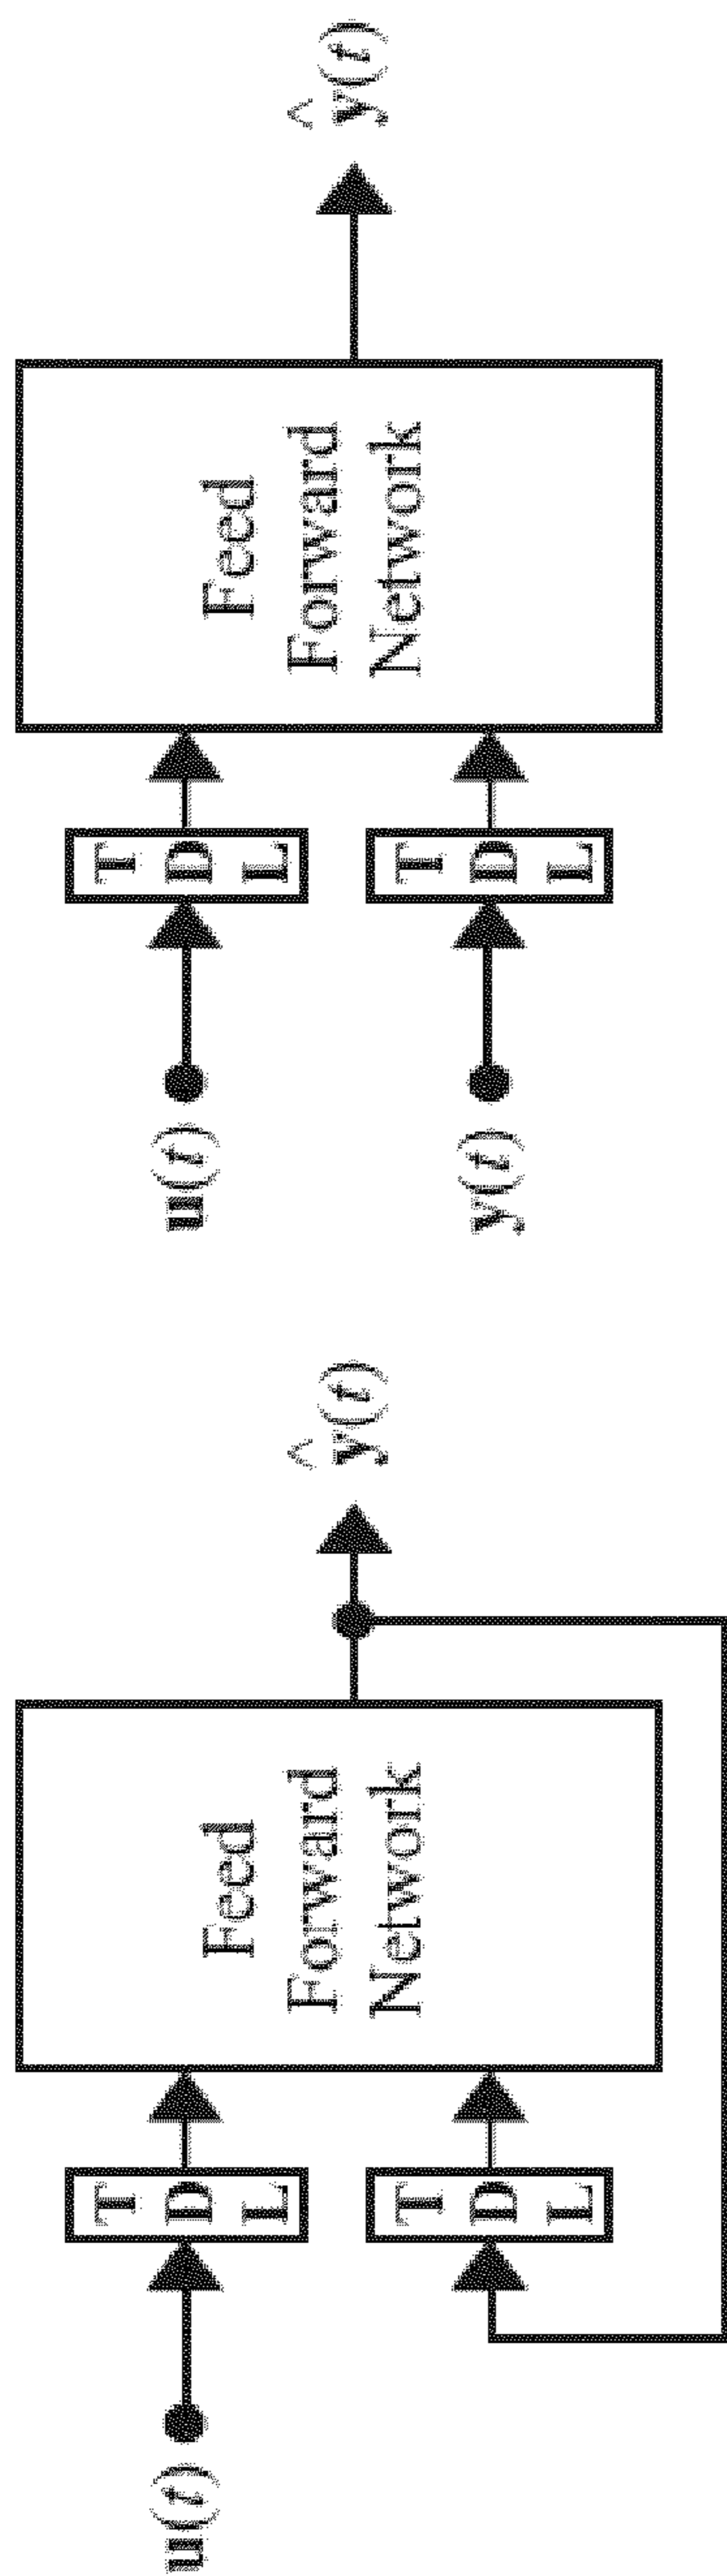 u(t)
T
D
L
T
D
L
Feed
Forward
Network
ŷ(t)
u(t)
y(t)
T
D
L
T
D
L
Feed
Forward
Network
ŷ(t)